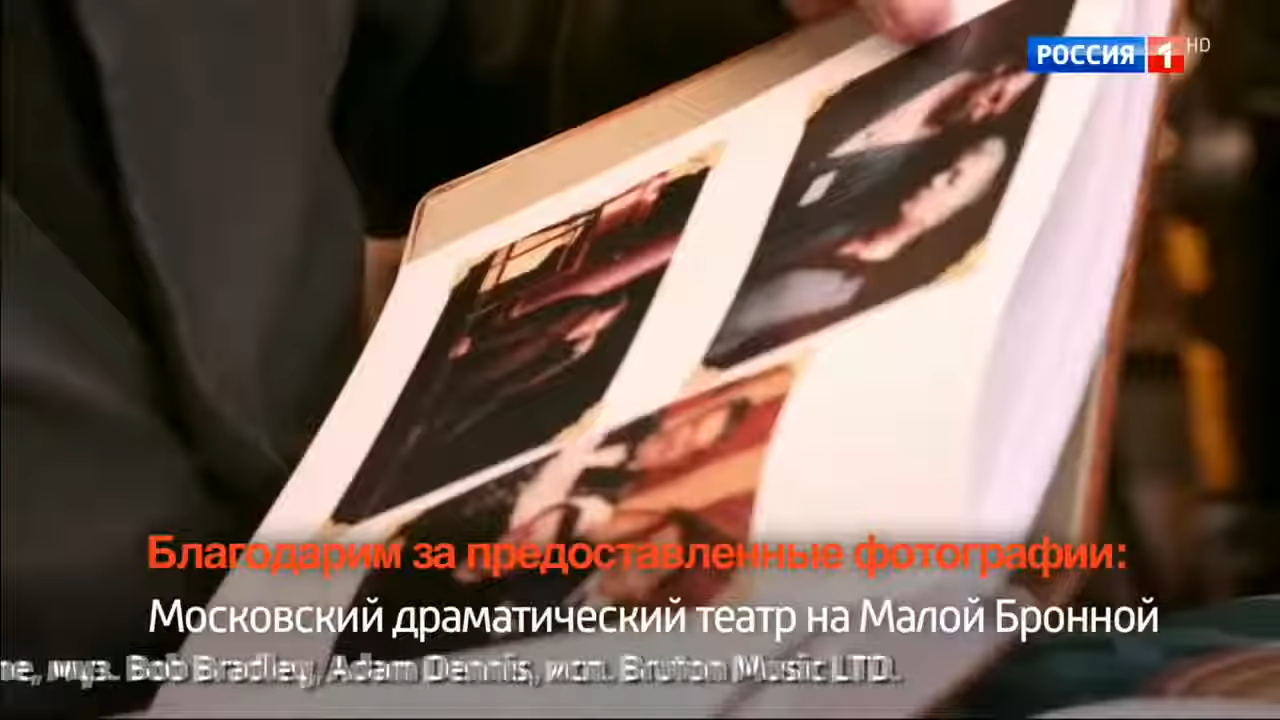 РОССИЯ 1 HD
Благодарим за предоставленные фотографии:
Московский драматический театр на Малой Бронной
me, муз. Bob Bradley, Adam Dennis, исп. Bruton Music LTD.